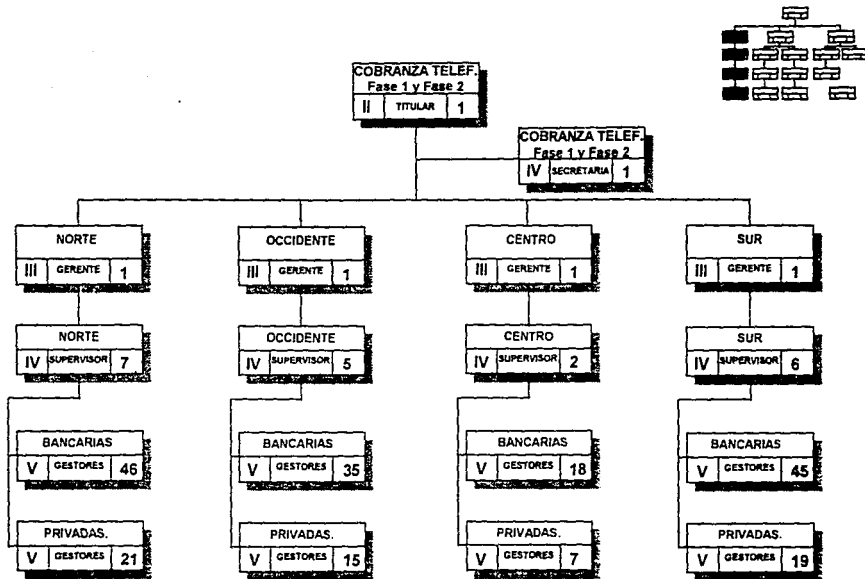 COBRANZA TELEF.
Fase 1 y Fase 2
II TITULAR 1
COBRANZA TELEF.
Fase 1 y Fase 2
IV SECRETARIA 1
NORTE
III GERENTE 1
OCCIDENTE
III GERENTE 1
CENTRO
III GERENTE 1
SUR
III GERENTE 1
NORTE
IV SUPERVISOR 7
OCCIDENTE
IV SUPERVISOR 5
CENTRO
IV SUPERVISOR 2
SUR
IV SUPERVISOR 6
BANCARIAS
V GESTORES 46
BANCARIAS
V GESTORES 35
BANCARIAS
V GESTORES 18
BANCARIAS
V GESTORES 45
PRIVADAS.
V GESTORES 21
PRIVADAS.
V GESTORES 15
PRIVADAS.
V GESTORES 7
PRIVADAS.
V GESTORES 19